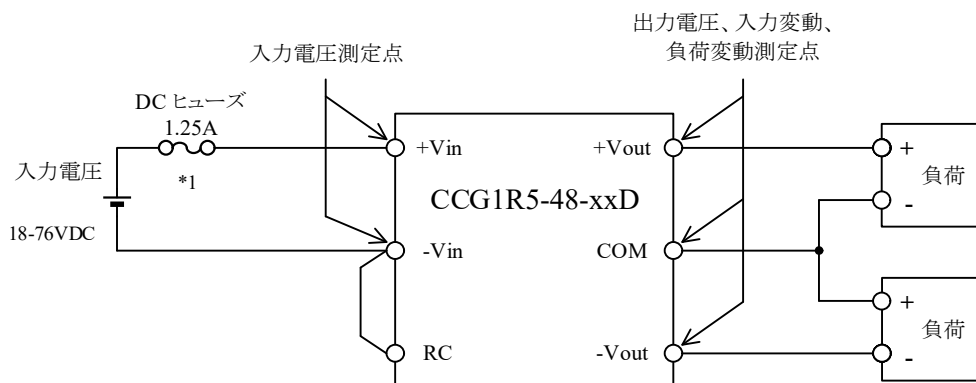 出力電圧、入力変動、
負荷変動測定点
入力電圧測定点
DC ヒューズ
1.25A
*1
入力電圧
18-76VDC
+Vin
-Vin
RC
CCG1R5-48-xxD
+Vout
COM
-Vout
+
負荷
-
+
負荷
-